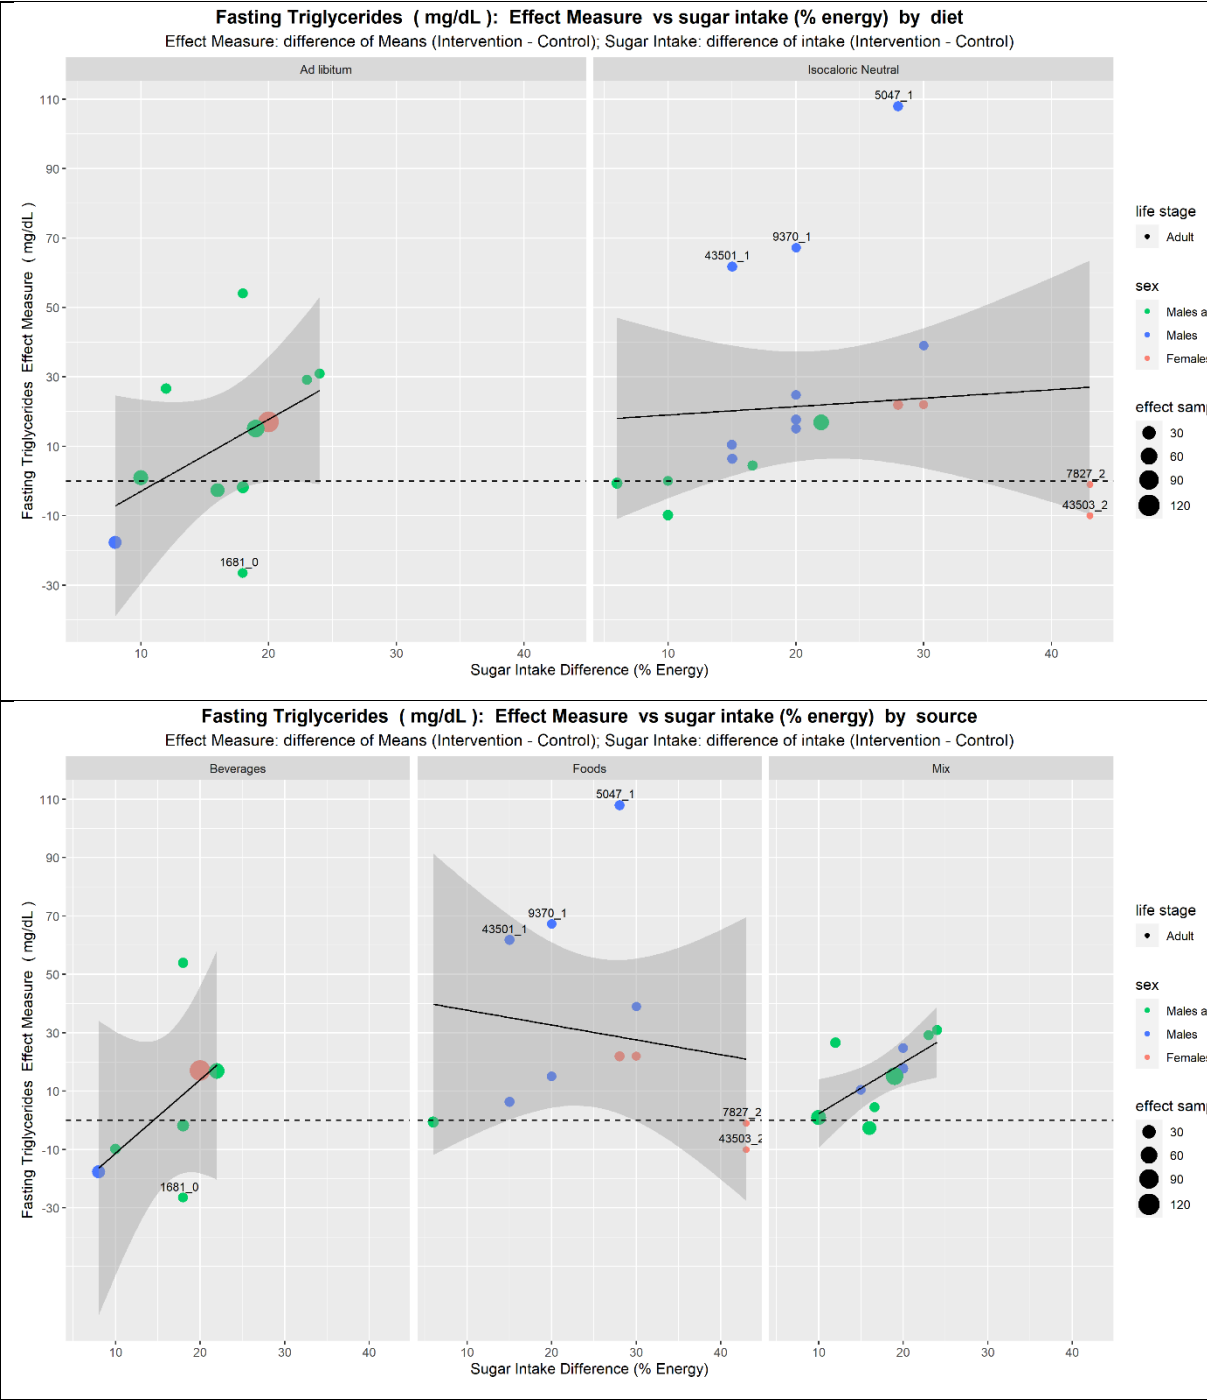 Fasting Triglycerides ( mg/dL ): Effect Measure vs sugar intake (% energy) by diet
Effect Measure: difference of Means (Intervention - Control); Sugar Intake: difference of intake (Intervention - Control)
Ad libitum
Isocaloric Neutral
Fasting Triglycerides Effect Measure ( mg/dL )
110
90
70
50
30
10
-10
-30
1681_0
5047_1
9370_1
43501_1
7827_2
43503_2
10 20 30 40
10 20 30 40
Sugar Intake Difference (% Energy)
life stage
Adult
sex
Males a
Males
Females
effect samp
30
60
90
120
Fasting Triglycerides ( mg/dL ): Effect Measure vs sugar intake (% energy) by source
Effect Measure: difference of Means (Intervention - Control); Sugar Intake: difference of intake (Intervention - Control)
Beverages
Foods
Mix
Fasting Triglycerides Effect Measure ( mg/dL )
110
90
70
50
30
10
-10
-30
1681_0
5047_1
9370_1
43501_1
7827_2
43503_2
10 20 30 40
10 20 30 40
10 20 30 40
Sugar Intake Difference (% Energy)
life stage
Adult
sex
Males a
Males
Females
effect samp
30
60
90
120